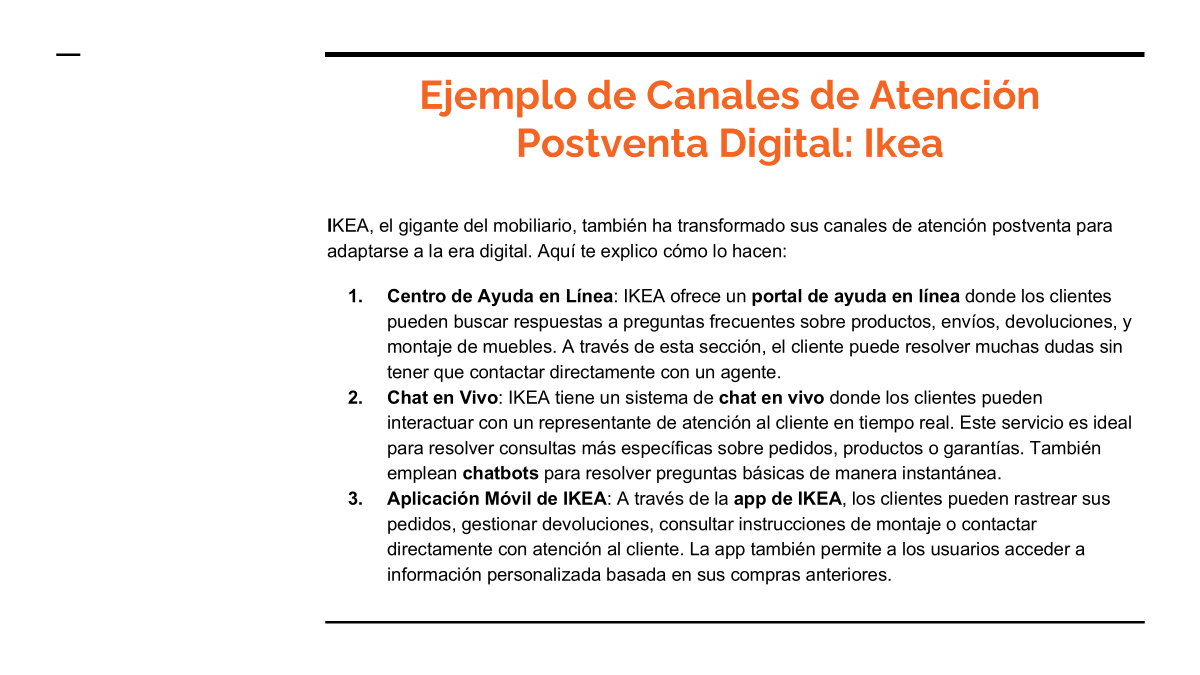 Ejemplo de Canales de Atención
Postventa Digital: Ikea
IKEA, el gigante del mobiliario, también ha transformado sus canales de atención postventa para
adaptarse a la era digital. Aquí te explico cómo lo hacen:
1. Centro de Ayuda en Línea: IKEA ofrece un portal de ayuda en línea donde los clientes
pueden buscar respuestas a preguntas frecuentes sobre productos, envíos, devoluciones, y
montaje de muebles. A través de esta sección, el cliente puede resolver muchas dudas sin
tener que contactar directamente con un agente.
2. Chat en Vivo: IKEA tiene un sistema de chat en vivo donde los clientes pueden
interactuar con un representante de atención al cliente en tiempo real. Este servicio es ideal
para resolver consultas más específicas sobre pedidos, productos o garantías. También
emplean chatbots para resolver preguntas básicas de manera instantánea.
3. Aplicación Móvil de IKEA: A través de la app de IKEA, los clientes pueden rastrear sus
pedidos, gestionar devoluciones, consultar instrucciones de montaje o contactar
directamente con atención al cliente. La app también permite a los usuarios acceder a
información personalizada basada en sus compras anteriores.